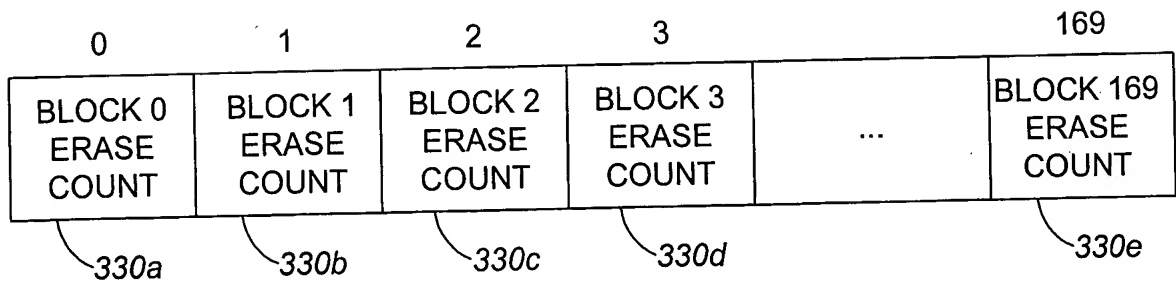 0 1 2 3 169
BLOCK 0 ERASE COUNT
BLOCK 1 ERASE COUNT
BLOCK 2 ERASE COUNT
BLOCK 3 ERASE COUNT
...
BLOCK 169 ERASE COUNT
330a 330b 330c 330d 330e